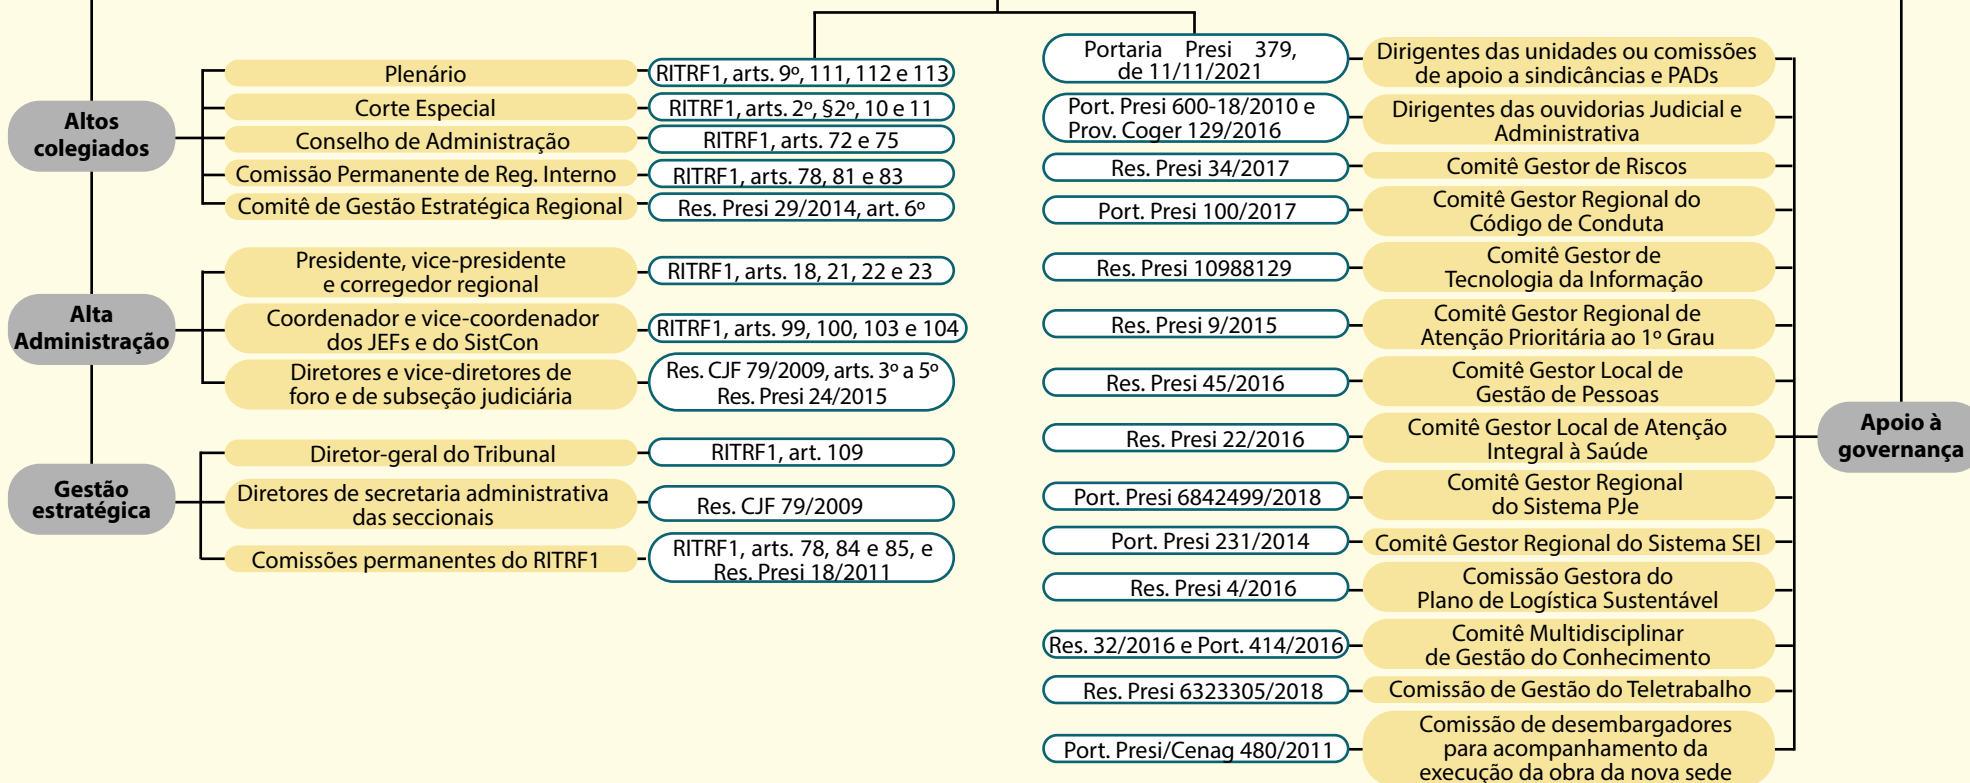 Altos
colegiados
Plenário
RITRF1, arts. 9º, 111, 112 e 113
Corte Especial
RITRF1, arts. 2º, §2º, 10 e 11
Conselho de Administração
RITRF1, arts. 72 e 75
Comissão Permanente de Reg. Interno
RITRF1, arts. 78, 81 e 83
Comitê de Gestão Estratégica Regional
Res. Presi 29/2014, art. 6º
Alta
Administração
Presidente, vice-presidente
e corregedor regional
RITRF1, arts. 18, 21, 22 e 23
Coordenador e vice-coordenador
dos JEFs e do SistCon
RITRF1, arts. 99, 100, 103 e 104
Diretores e vice-diretores de
foro e de subseção judiciária
Res. CJF 79/2009, arts. 3º a 5º
Res. Presi 24/2015
Gestão
estratégica
Diretor-geral do Tribunal
RITRF1, art. 109
Diretores de secretaria administrativa
das seccionais
Res. CJF 79/2009
Comissões permanentes do RITRF1
RITRF1, arts. 78, 84 e 85, e
Res. Presi 18/2011
Portaria Presi 379,
de 11/11/2021
Dirigentes das unidades ou comissões
de apoio a sindicâncias e PADs
Port. Presi 600-18/2010 e
Prov. Coger 129/2016
Dirigentes das ouvidorias Judicial e
Administrativa
Res. Presi 34/2017
Comitê Gestor de Riscos
Port. Presi 100/2017
Comitê Gestor Regional do
Código de Conduta
Res. Presi 10988129
Comitê Gestor de
Tecnologia da Informação
Res. Presi 9/2015
Comitê Gestor Regional de
Atenção Prioritária ao 1º Grau
Res. Presi 45/2016
Comitê Gestor Local de
Gestão de Pessoas
Res. Presi 22/2016
Comitê Gestor Local de Atenção
Integral à Saúde
Port. Presi 6842499/2018
Comitê Gestor Regional
do Sistema PJe
Port. Presi 231/2014
Comitê Gestor Regional do Sistema SEI
Res. Presi 4/2016
Comissão Gestora do
Plano de Logística Sustentável
Res. 32/2016 e Port. 414/2016
Comitê Multidisciplinar
de Gestão do Conhecimento
Res. Presi 6323305/2018
Comissão de Gestão do Teletrabalho
Port. Presi/Cenag 480/2011
Comissão de desembargadores
para acompanhamento da
execução da obra da nova sede
Apoio à
governança